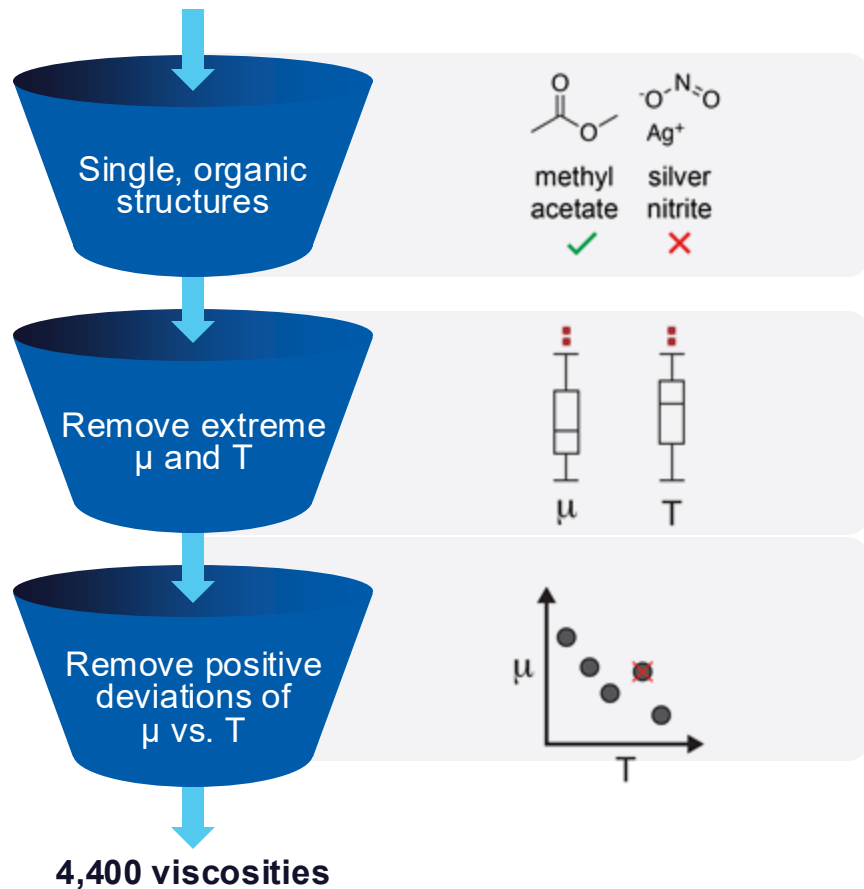 Single, organic
structures
O
O
-O N O
Ag+
methyl
acetate
silver
nitrite
Remove extreme
μ and T
μ
T
Remove positive
deviations of
μ vs. T
μ
T
4,400 viscosities